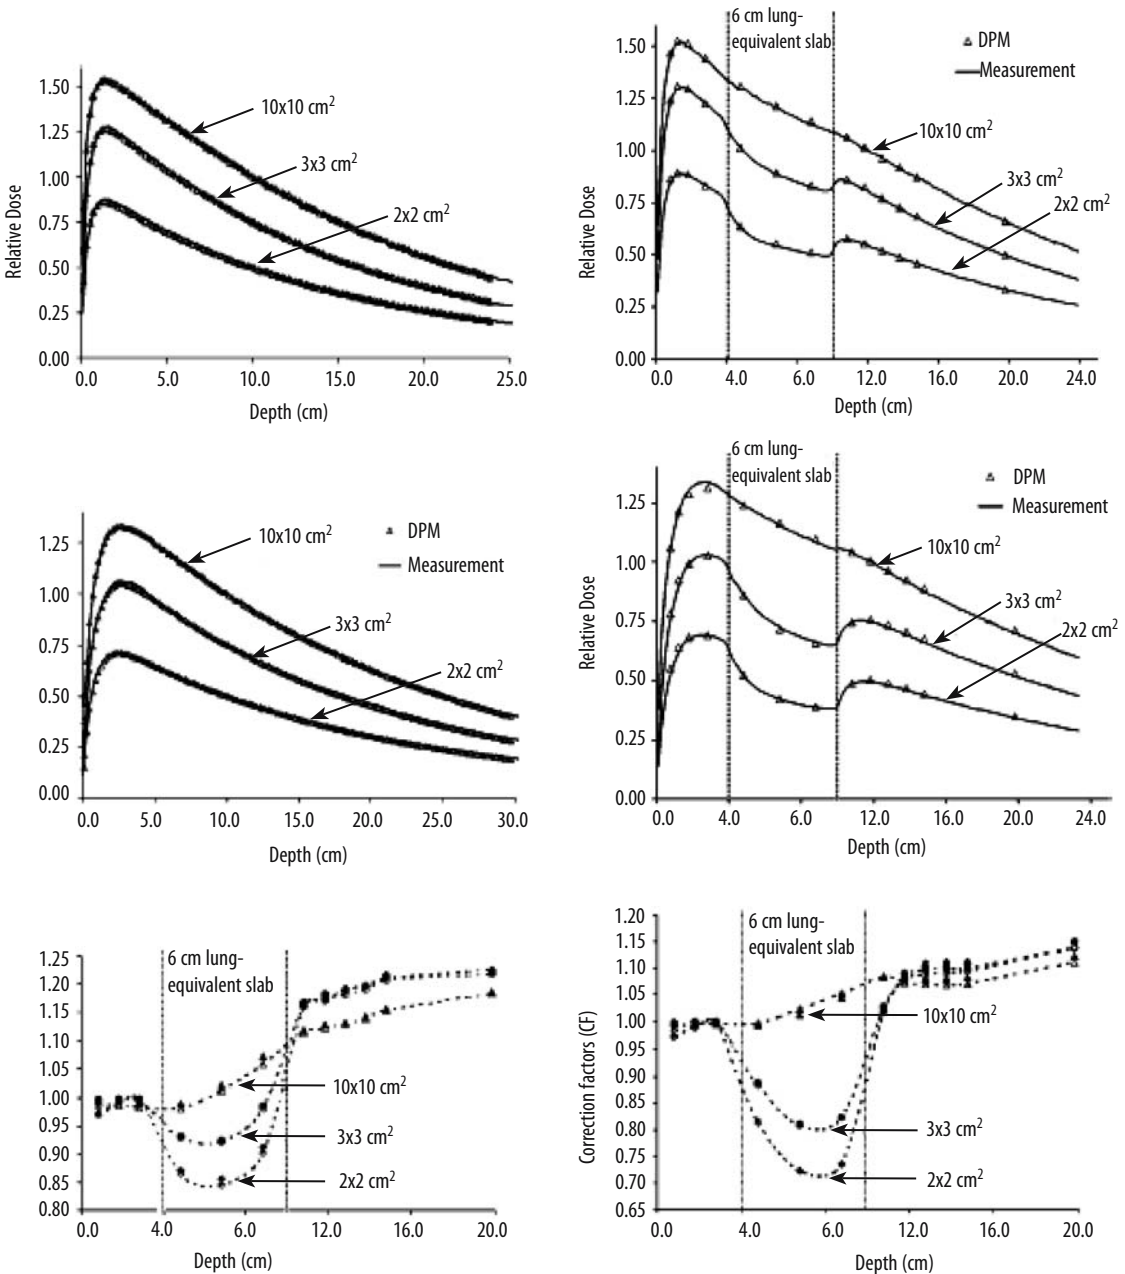 1.50
1.25
1.00
0.75
0.50
0.25
0.00
Relative Dose
10x10 cm²
3x3 cm²
2x2 cm²
0.0 5.0 10.0 15.0 20.0 25.0
Depth (cm)
6 cm lung-
equivalent slab
DPM
Measurement
1.50
1.25
1.00
0.75
0.50
0.25
0.00
Relative Dose
10x10 cm²
3x3 cm²
2x2 cm²
0.0 4.0 6.0 12.0 16.0 20.0 24.0
Depth (cm)
1.25
1.00
0.75
0.50
0.25
0.00
Relative Dose
DPM
Measurement
10x10 cm²
3x3 cm²
2x2 cm²
0.0 5.0 10.0 15.0 20.0 25.0 30.0
Depth (cm)
6 cm lung-
equivalent slab
DPM
Measurement
1.25
1.00
0.75
0.50
0.25
0.00
Relative Dose
10x10 cm²
3x3 cm²
2x2 cm²
0.0 4.0 6.0 12.0 16.0 20.0 24.0
Depth (cm)
6 cm lung-
equivalent slab
1.25
1.20
1.15
1.10
1.05
1.00
0.95
0.90
0.85
0.80
10x10 cm²
3x3 cm²
2x2 cm²
0.0 4.0 6.0 12.0 16.0 20.0
Depth (cm)
6 cm lung-
equivalent slab
1.20
1.15
1.10
1.05
1.00
0.95
0.90
0.85
0.80
0.75
0.70
0.65
Correction factors (CF)
10x10 cm²
3x3 cm²
2x2 cm²
0.0 4.0 6.0 12.0 16.0 20.0
Depth (cm)